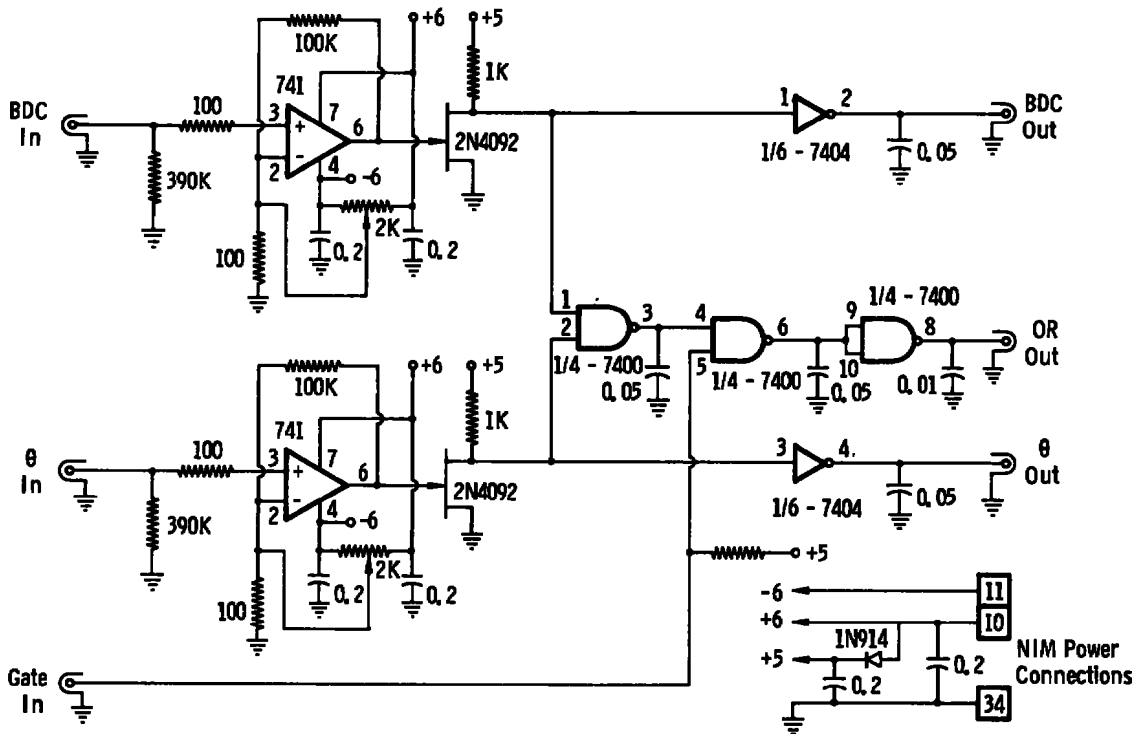 +6
+5
100K
1K
741
BDC
In
100
3
+
7
6
-
2
4
-6
2N4092
390K
2K
100
0.2
0.2
1
2
1/6 - 7404
0.05
BDC
Out
1
2
3
1/4 - 7400
0.05
4
5
6
1/4 - 7400
0.05
1/4 - 7400
9
10
8
0.01
OR
Out
+6
+5
100K
1K
741
θ
In
100
3
+
7
6
-
2
4
-6
2N4092
390K
2K
100
0.2
0.2
3
4
1/6 - 7404
0.05
θ
Out
+5
-6
11
+6
10
1N914
+5
0.2
0.2
NIM Power
Connections
34
Gate
In